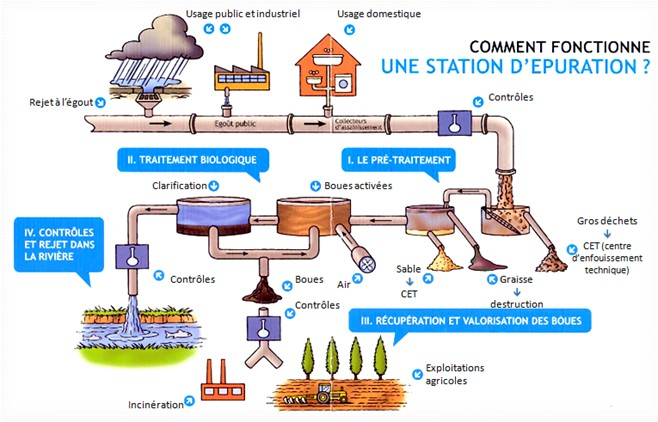 Usage public et industriel
Usage domestique
COMMENT FONCTIONNE
UNE STATION D'EPURATION ?
Rejet à l'égout
Contrôles
Egoût public
Collecteurs
d'assainissement
II. TRAITEMENT BIOLOGIQUE
I. LE PRÉ-TRAITEMENT
Clarification
Boues activées
IV. CONTRÔLES
ET REJET DANS
LA RIVIÈRE
Gros déchets
CET (centre
d'enfouissement
technique)
Contrôles
Boues
Air
Sable
CET
Graisse
destruction
Contrôles
III. RÉCUPÉRATION ET VALORISATION DES BOUES
Exploitations
agricoles
Incinération